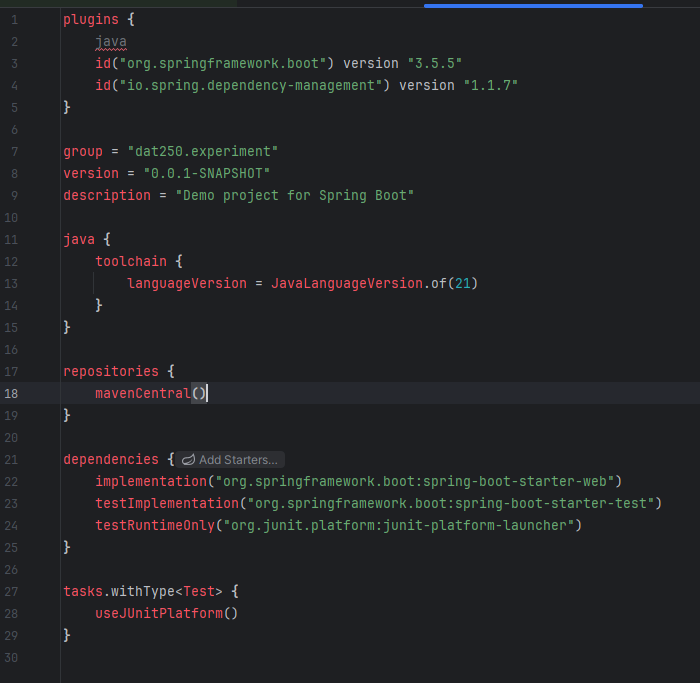 1 plugins {
2     java
3     id("org.springframework.boot") version "3.5.5"
4     id("io.spring.dependency-management") version "1.1.7"
5 }
6
7 group = "dat250.experiment"
8 version = "0.0.1-SNAPSHOT"
9 description = "Demo project for Spring Boot"
10
11 java {
12     toolchain {
13         languageVersion = JavaLanguageVersion.of(21)
14     }
15 }
16
17 repositories {
18     mavenCentral()
19 }
20
21 dependencies { Add Starters...
22     implementation("org.springframework.boot:spring-boot-starter-web")
23     testImplementation("org.springframework.boot:spring-boot-starter-test")
24     testRuntimeOnly("org.junit.platform:junit-platform-launcher")
25 }
26
27 tasks.withType<Test> {
28     useJUnitPlatform()
29 }
30